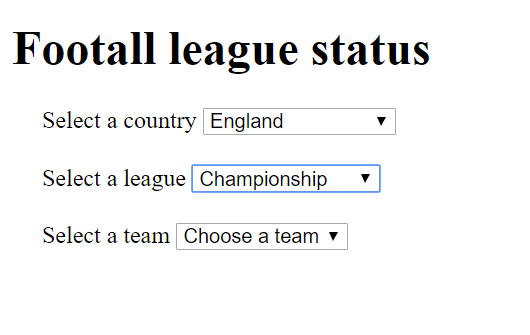 Footall league status
Select a country England
Select a league Championship
Select a team Choose a team